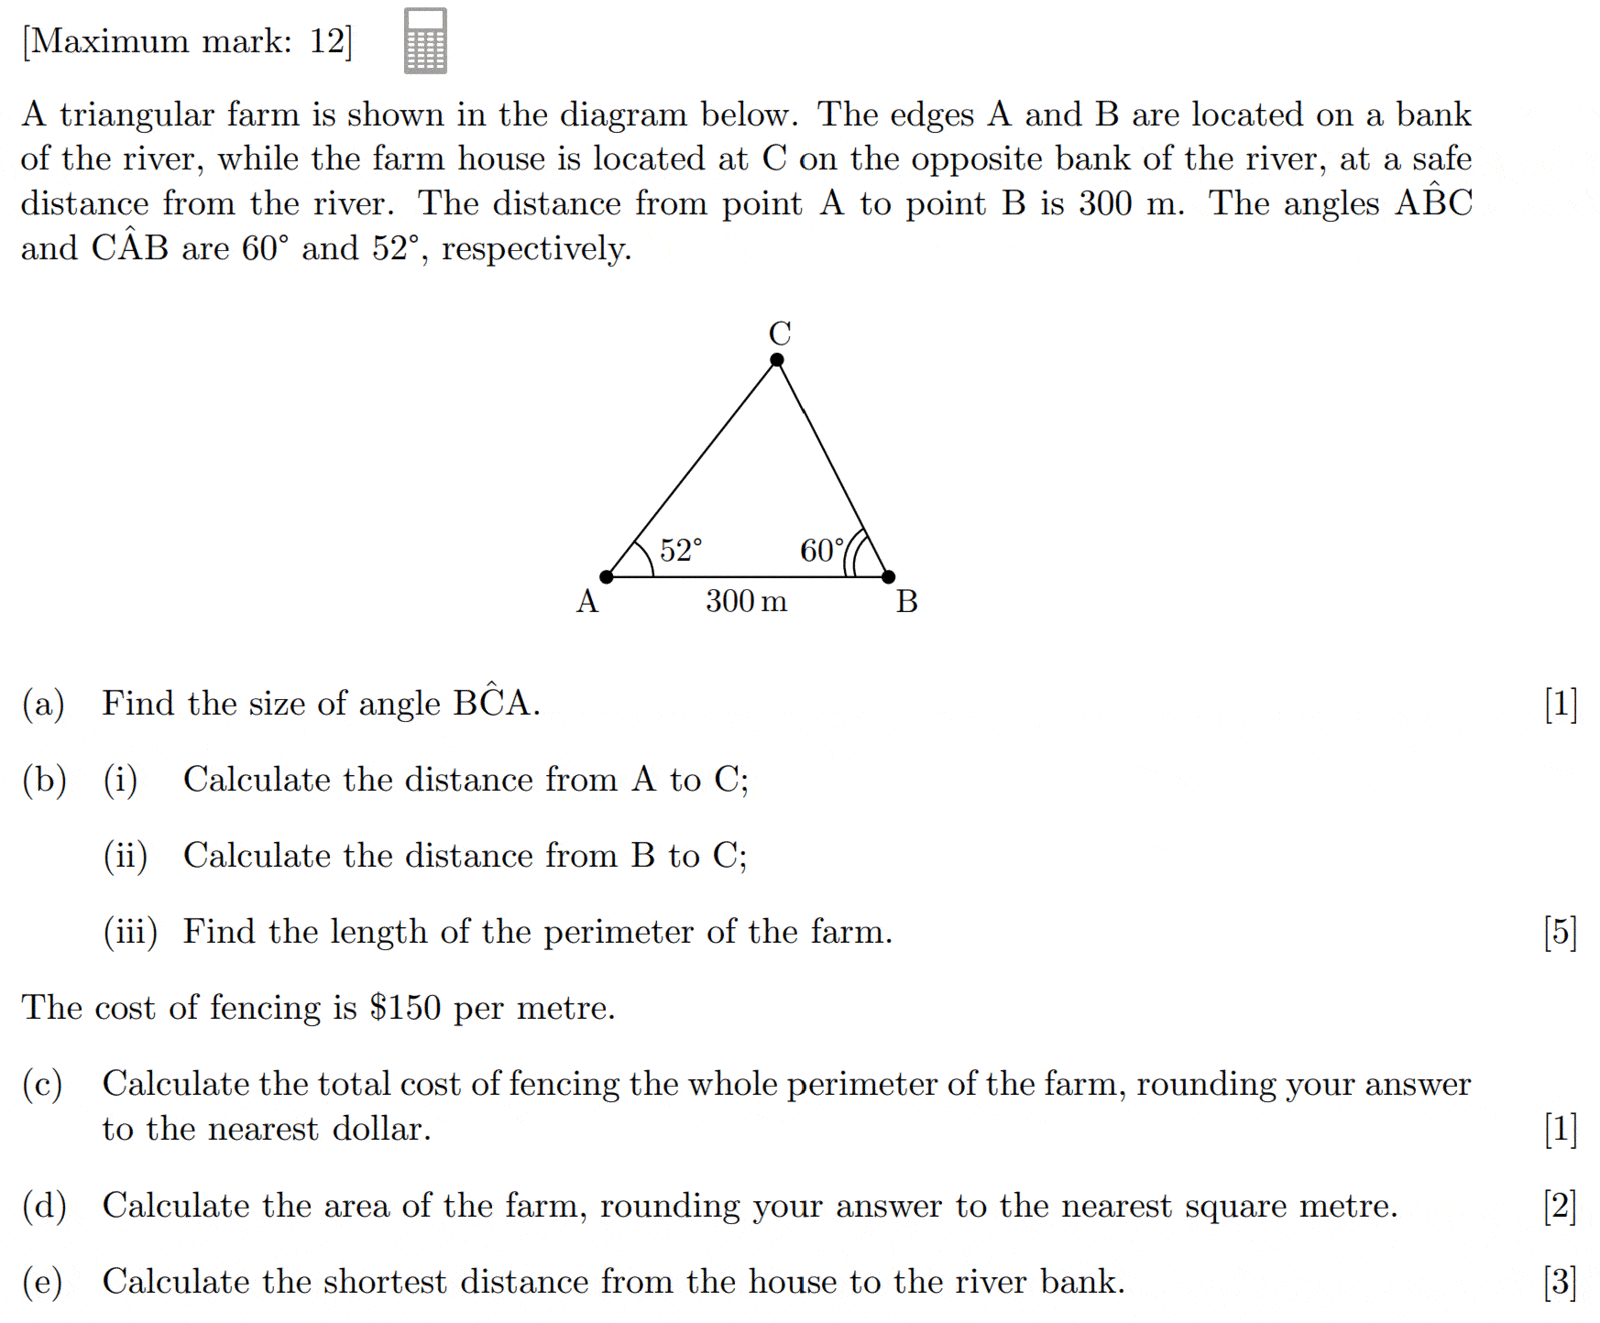 [Maximum mark: 12]
A triangular farm is shown in the diagram below. The edges A and B are located on a bank
of the river, while the farm house is located at C on the opposite bank of the river, at a safe
distance from the river. The distance from point A to point B is 300 m. The angles AB̂C
and CÂB are 60° and 52°, respectively.
C
52°
60°
A
300 m
B
(a) Find the size of angle BĈA. [1]
(b) (i) Calculate the distance from A to C;
(ii) Calculate the distance from B to C;
(iii) Find the length of the perimeter of the farm. [5]
The cost of fencing is $150 per metre.
(c) Calculate the total cost of fencing the whole perimeter of the farm, rounding your answer
to the nearest dollar. [1]
(d) Calculate the area of the farm, rounding your answer to the nearest square metre. [2]
(e) Calculate the shortest distance from the house to the river bank. [3]